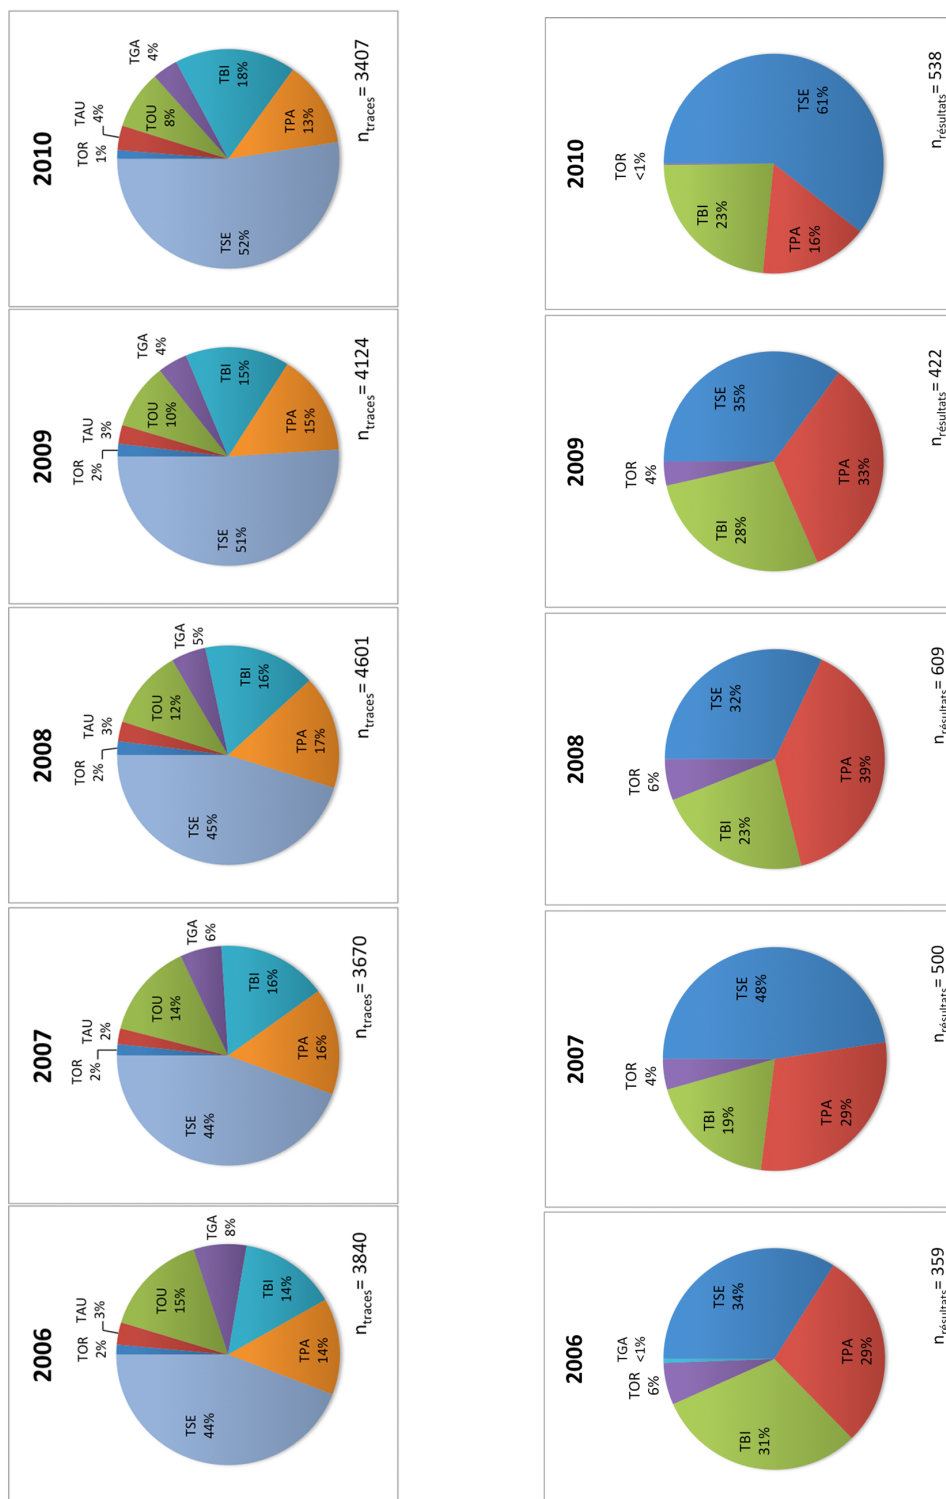 2006
TOR
2%
TAU
3%
TOU
15%
TGA
8%
TBI
14%
TPA
14%
TSE
44%
ntraces= 3840
2007
TOR
2%
TAU
2%
TOU
14%
TGA
6%
TBI
16%
TPA
16%
TSE
44%
ntraces= 3670
2008
TOR
2%
TAU
3%
TOU
12%
TGA
5%
TBI
16%
TPA
17%
TSE
45%
ntraces= 4601
2009
TOR
2%
TAU
3%
TOU
10%
TGA
4%
TBI
15%
TPA
15%
TSE
51%
ntraces= 4124
2010
TOR
1%
TAU
4%
TOU
8%
TGA
4%
TBI
18%
TPA
13%
TSE
52%
ntraces= 3407
2006
TOR
6%
TGA
<1%
TSE
34%
TPA
29%
TBI
31%
nrésultats= 359
2007
TOR
4%
TSE
48%
TPA
29%
TBI
19%
nrésultats= 500
2008
TOR
6%
TSE
32%
TPA
39%
TBI
23%
nrésultats= 609
2009
TOR
4%
TSE
35%
TPA
33%
TBI
28%
nrésultats= 422
2010
TOR
<1%
TSE
61%
TPA
16%
TBI
23%
nrésultats= 538